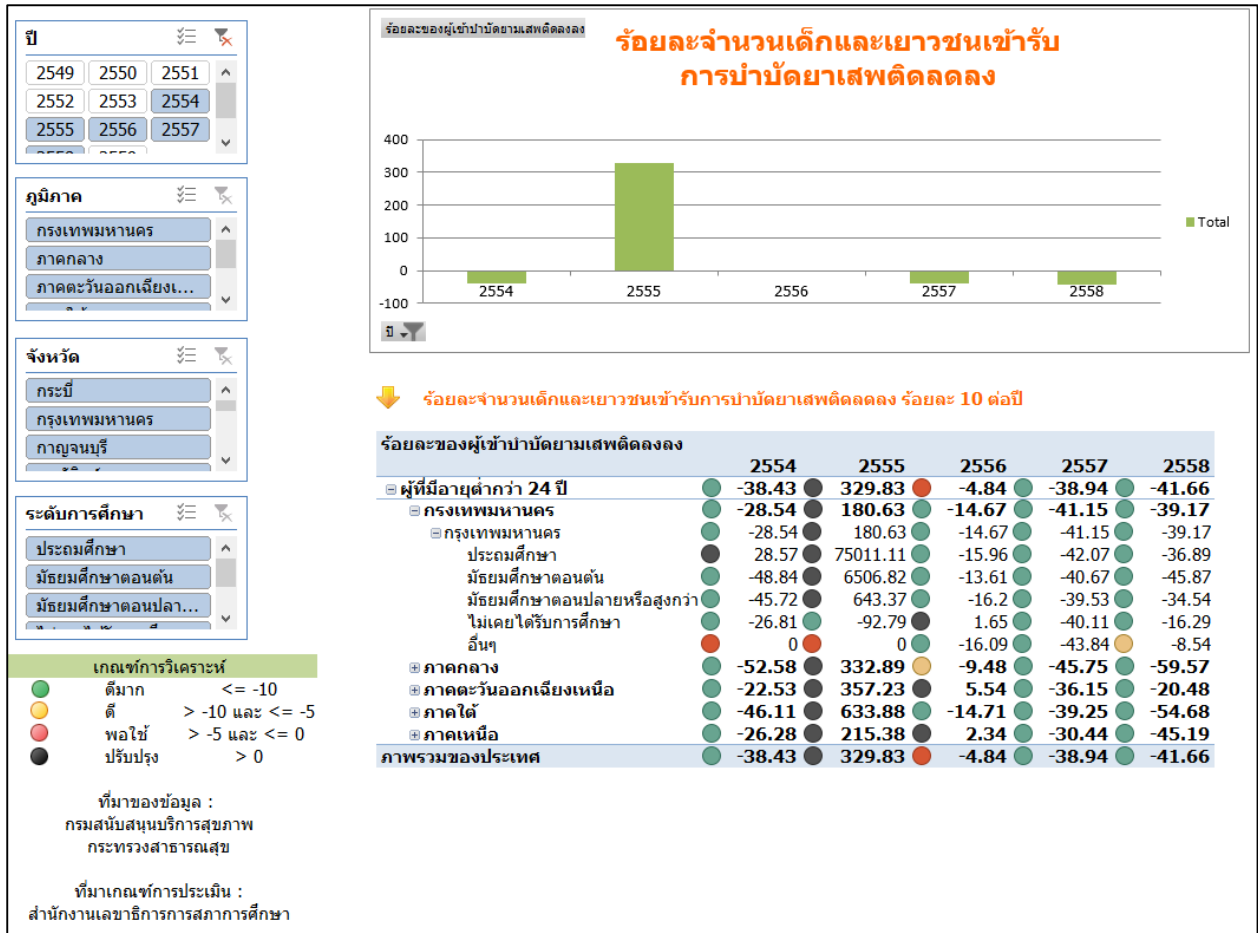 ปี
2549 2550 2551
2552 2553 2554
2555 2556 2557
ภูมิภาค
กรุงเทพมหานคร
ภาคกลาง
ภาคตะวันออกเฉียงเ...
จังหวัด
กระบี่
กรุงเทพมหานคร
กาญจนบุรี
ระดับการศึกษา
ประถมศึกษา
มัธยมศึกษาตอนต้น
มัธยมศึกษาตอนปลา...
เกณฑ์การวิเคราะห์
ดีมาก <= -10
ดี > -10 และ <= -5
พอใช้ > -5 และ <= 0
ปรับปรุง > 0
ที่มาของข้อมูล :
กรมสนับสนุนบริการสุขภาพ
กระทรวงสาธารณสุข
ที่มาเกณฑ์การประเมิน :
สำนักงานเลขาธิการการสภาการศึกษา
ร้อยละของผู้เข้าบำบัดยามเสพติดลงลง
ร้อยละจำนวนเด็กและเยาวชนเข้ารับ
การบำบัดยาเสพติดลดลง
400
300
200
100
0
-100
2554 2555 2556 2557 2558
Total
ปี
ร้อยละจำนวนเด็กและเยาวชนเข้ารับการบำบัดยาเสพติดลดลง ร้อยละ 10 ต่อปี
ร้อยละของผู้เข้าบำบัดยามเสพติดลงลง
2554 2555 2556 2557 2558
ผู้ที่มีอายุต่ำกว่า 24 ปี -38.43 329.83 -4.84 -38.94 -41.66
กรุงเทพมหานคร -28.54 180.63 -14.67 -41.15 -39.17
กรุงเทพมหานคร -28.54 180.63 -14.67 -41.15 -39.17
ประถมศึกษา 28.57 75011.11 -15.96 -42.07 -36.89
มัธยมศึกษาตอนต้น -48.84 6506.82 -13.61 -40.67 -45.87
มัธยมศึกษาตอนปลายหรือสูงกว่า -45.72 643.37 -16.2 -39.53 -34.54
ไม่เคยได้รับการศึกษา -26.81 -92.79 1.65 -40.11 -16.29
อื่นๆ 0 0 -16.09 -43.84 -8.54
ภาคกลาง -52.58 332.89 -9.48 -45.75 -59.57
ภาคตะวันออกเฉียงเหนือ -22.53 357.23 5.54 -36.15 -20.48
ภาคใต้ -46.11 633.88 -14.71 -39.25 -54.68
ภาคเหนือ -26.28 215.38 2.34 -30.44 -45.19
ภาพรวมของประเทศ -38.43 329.83 -4.84 -38.94 -41.66